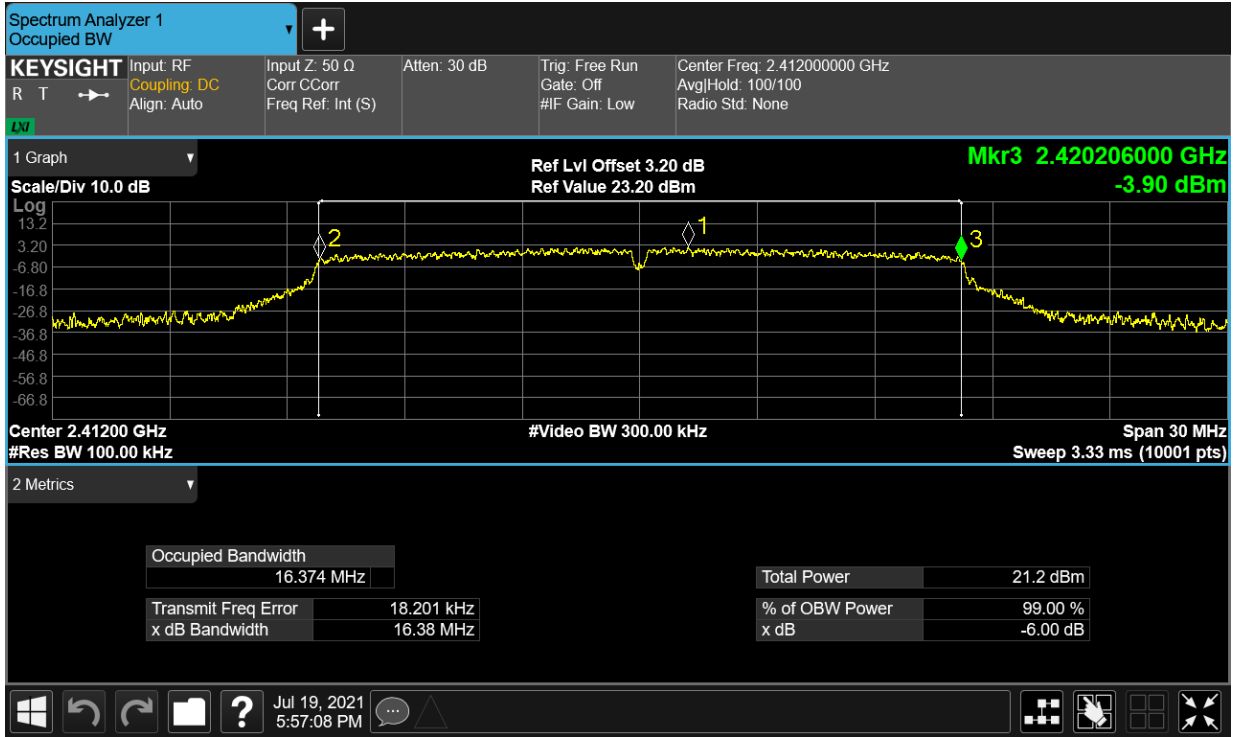 Spectrum Analyzer 1
Occupied BW
KEYSIGHT
R T
LXI
Input: RF
Coupling: DC
Align: Auto
Input Z: 50 Ω
Corr CCorr
Freq Ref: Int (S)
Atten: 30 dB
Trig: Free Run
Gate: Off
#IF Gain: Low
Center Freq: 2.412000000 GHz
Avg|Hold: 100/100
Radio Std: None
1 Graph
Scale/Div 10.0 dB
Ref Lvl Offset 3.20 dB
Ref Value 23.20 dBm
Mkr3 2.420206000 GHz
-3.90 dBm
Log
13.2
3.20
-6.80
-16.8
-26.8
-36.8
-46.8
-56.8
-66.8
2
1
3
Center 2.41200 GHz
#Res BW 100.00 kHz
#Video BW 300.00 kHz
Span 30 MHz
Sweep 3.33 ms (10001 pts)
2 Metrics
Occupied Bandwidth
16.374 MHz
Transmit Freq Error 18.201 kHz
x dB Bandwidth 16.38 MHz
Total Power 21.2 dBm
% of OBW Power 99.00 %
x dB -6.00 dB
?
Jul 19, 2021
5:57:08 PM